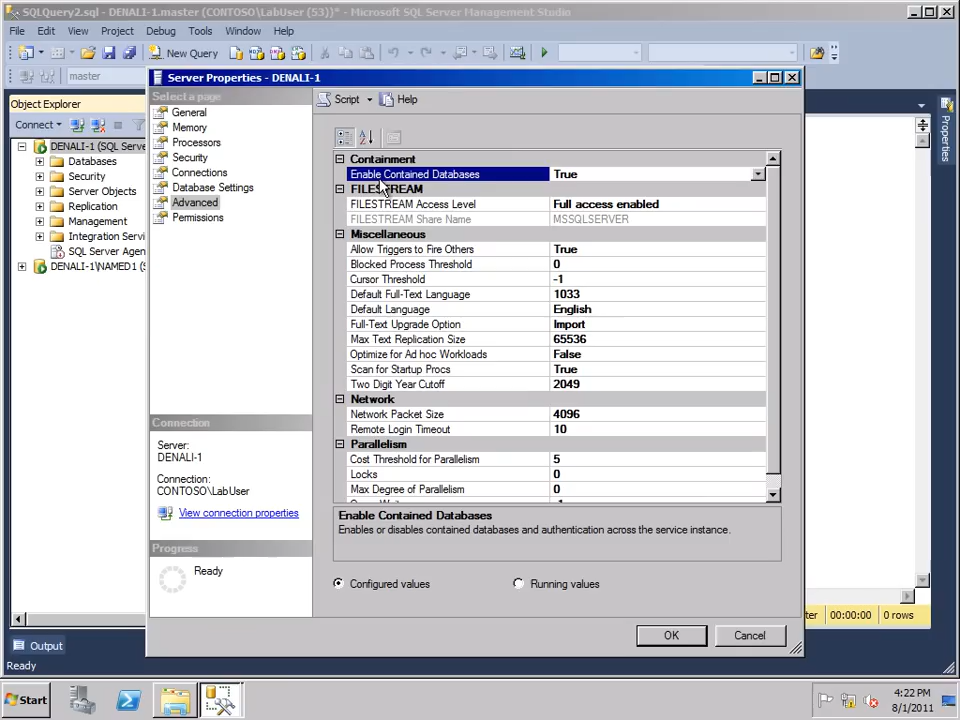 SQLQuery2.sql - DENALI-1.master (CONTOSO\LabUser (53))* - Microsoft SQL Server Management Studio
File Edit View Project Debug Tools Window Help
New Query
master
Object Explorer
Connect
DENALI-1 (SQL Serve
Databases
Security
Server Objects
Replication
Management
Integration Servi
SQL Server Agen
DENALI-1\NAMED1 (S
Server Properties - DENALI-1
Select a page
General
Memory
Processors
Security
Connections
Database Settings
Advanced
Permissions
Connection
Server:
DENALI-1
Connection:
CONTOSO\LabUser
View connection properties
Progress
Ready
Script Help
Containment
Enable Contained Databases True
FILESTREAM
FILESTREAM Access Level Full access enabled
FILESTREAM Share Name MSSQLSERVER
Miscellaneous
Allow Triggers to Fire Others True
Blocked Process Threshold 0
Cursor Threshold -1
Default Full-Text Language 1033
Default Language English
Full-Text Upgrade Option Import
Max Text Replication Size 65536
Optimize for Ad hoc Workloads False
Scan for Startup Procs True
Two Digit Year Cutoff 2049
Network
Network Packet Size 4096
Remote Login Timeout 10
Parallelism
Cost Threshold for Parallelism 5
Locks 0
Max Degree of Parallelism 0
Enable Contained Databases
Enables or disables contained databases and authentication across the service instance.
Configured values Running values
OK Cancel
Properties
ter 00:00:00 0 rows
Output
Ready
Start
4:22 PM
8/1/2011